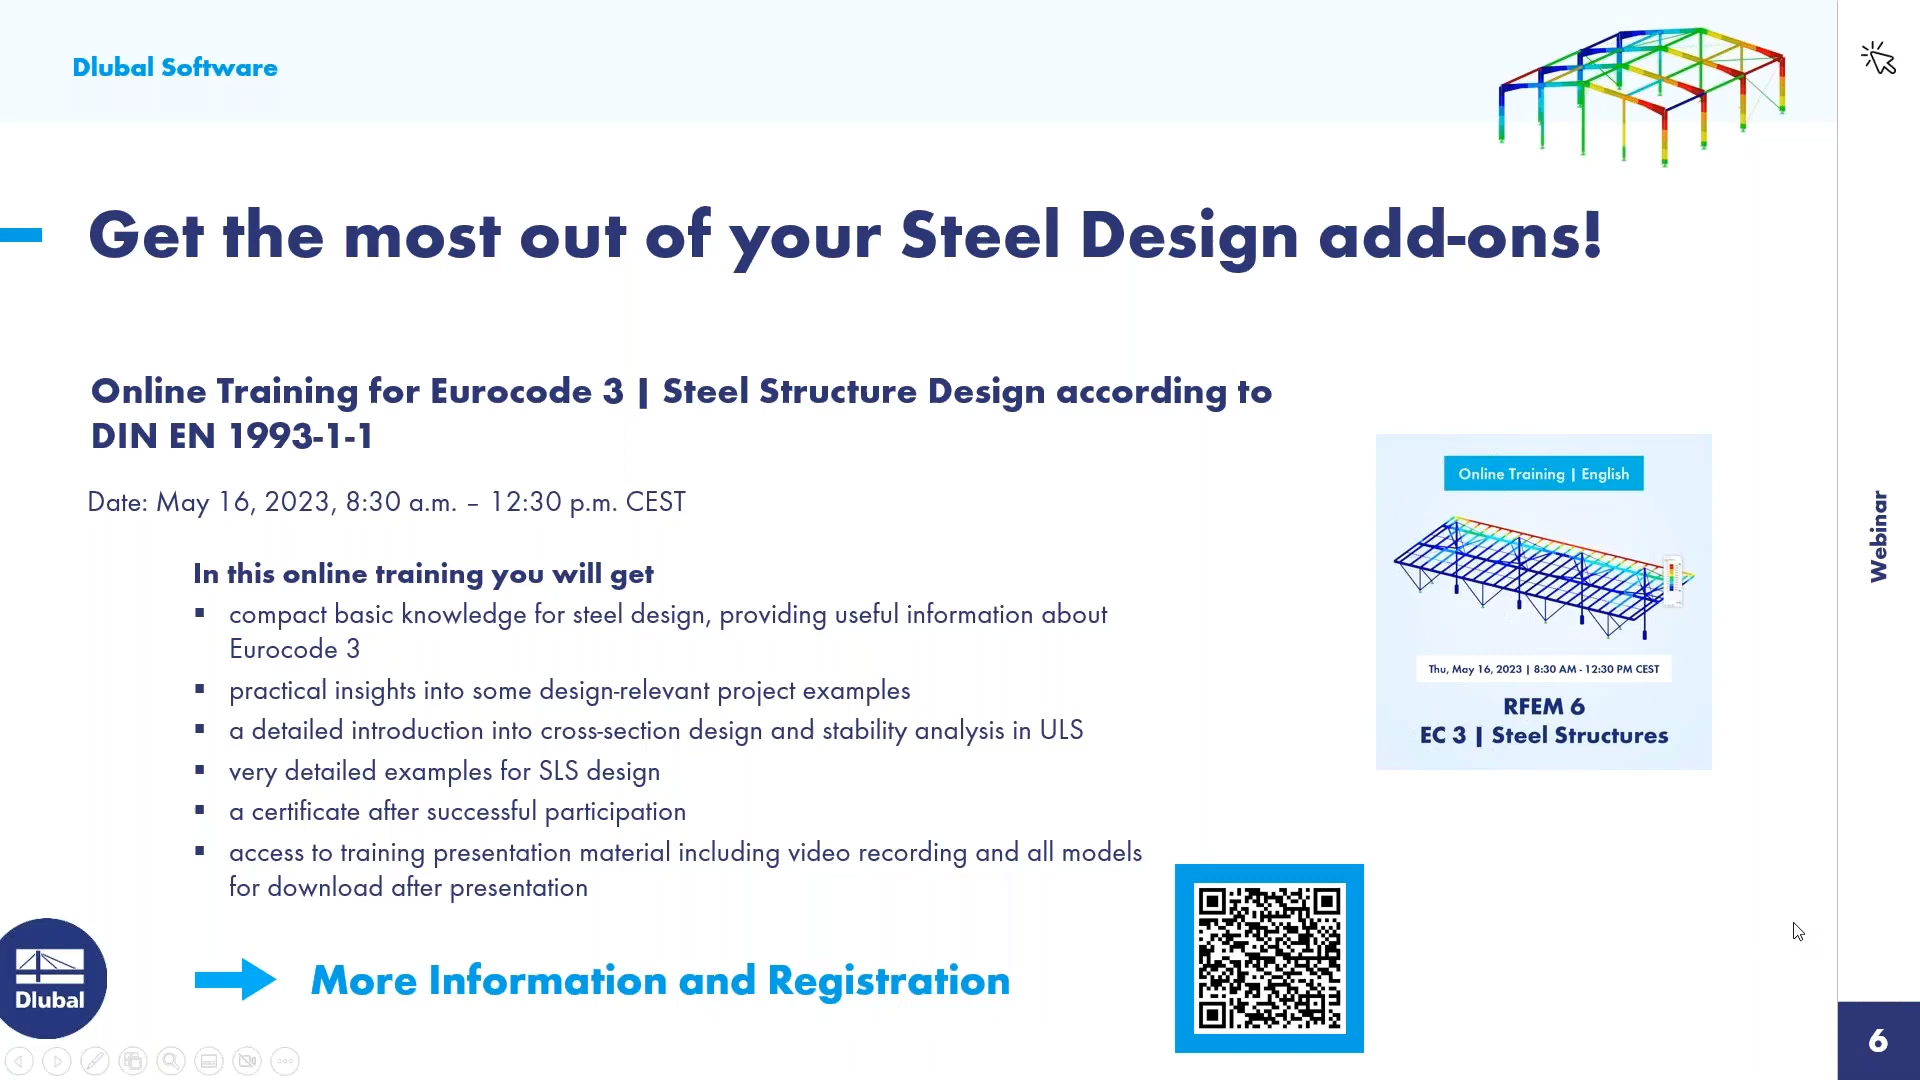 Dlubal Software
Get the most out of your Steel Design add-ons!
Online Training for Eurocode 3 | Steel Structure Design according to
DIN EN 1993-1-1
Date: May 16, 2023, 8:30 a.m. – 12:30 p.m. CEST
In this online training you will get
▪ compact basic knowledge for steel design, providing useful information about
Eurocode 3
▪ practical insights into some design-relevant project examples
▪ a detailed introduction into cross-section design and stability analysis in ULS
▪ very detailed examples for SLS design
▪ a certificate after successful participation
▪ access to training presentation material including video recording and all models
for download after presentation
More Information and Registration
Online Training | English
Thu, May 16, 2023 | 8:30 AM - 12:30 PM CEST
RFEM 6
EC 3 | Steel Structures
Webinar
Dlubal
6